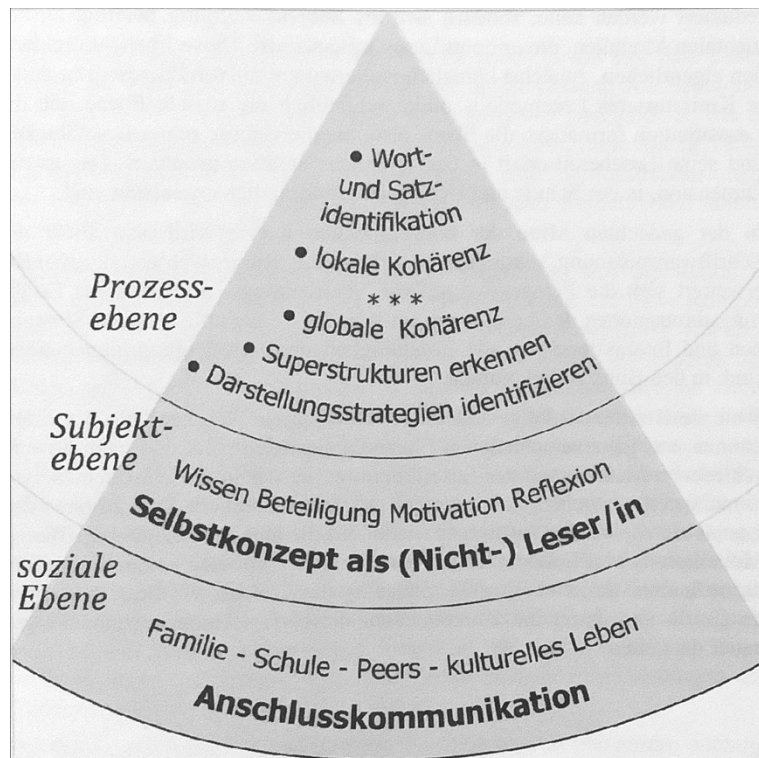 • Wort-
und Satz-
identifikation
• lokale Kohärenz
* * *
• globale Kohärenz
• Superstrukturen erkennen
• Darstellungsstrategien identifizieren
Prozess-
ebene
Subjekt-
ebene
Wissen Beteiligung Motivation Reflexion
Selbstkonzept als (Nicht-) Leser/in
soziale
Ebene
Familie - Schule - Peers - kulturelles Leben
Anschlusskommunikation